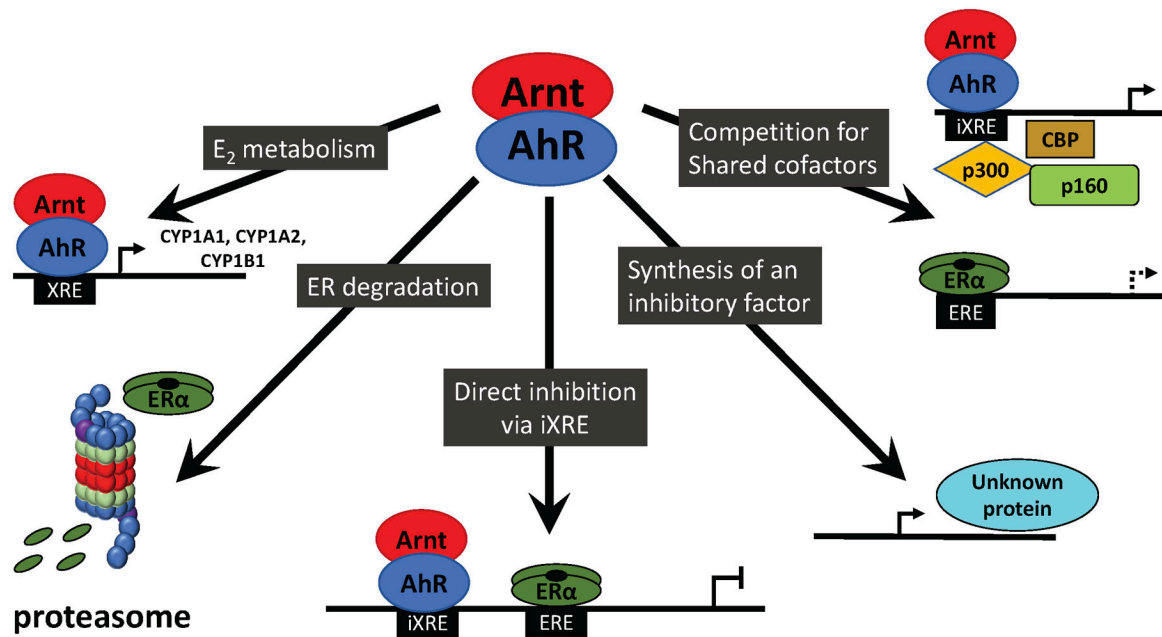 Arnt
AhR
E₂ metabolism
Arnt
AhR
XRE
CYP1A1, CYP1A2,
CYP1B1
ER degradation
ERα
proteasome
Direct inhibition
via iXRE
Arnt
AhR
iXRE
ERα
ERE
Synthesis of an
inhibitory factor
Unknown
protein
Competition for
Shared cofactors
Arnt
AhR
iXRE
CBP
p300
p160
ERα
ERE